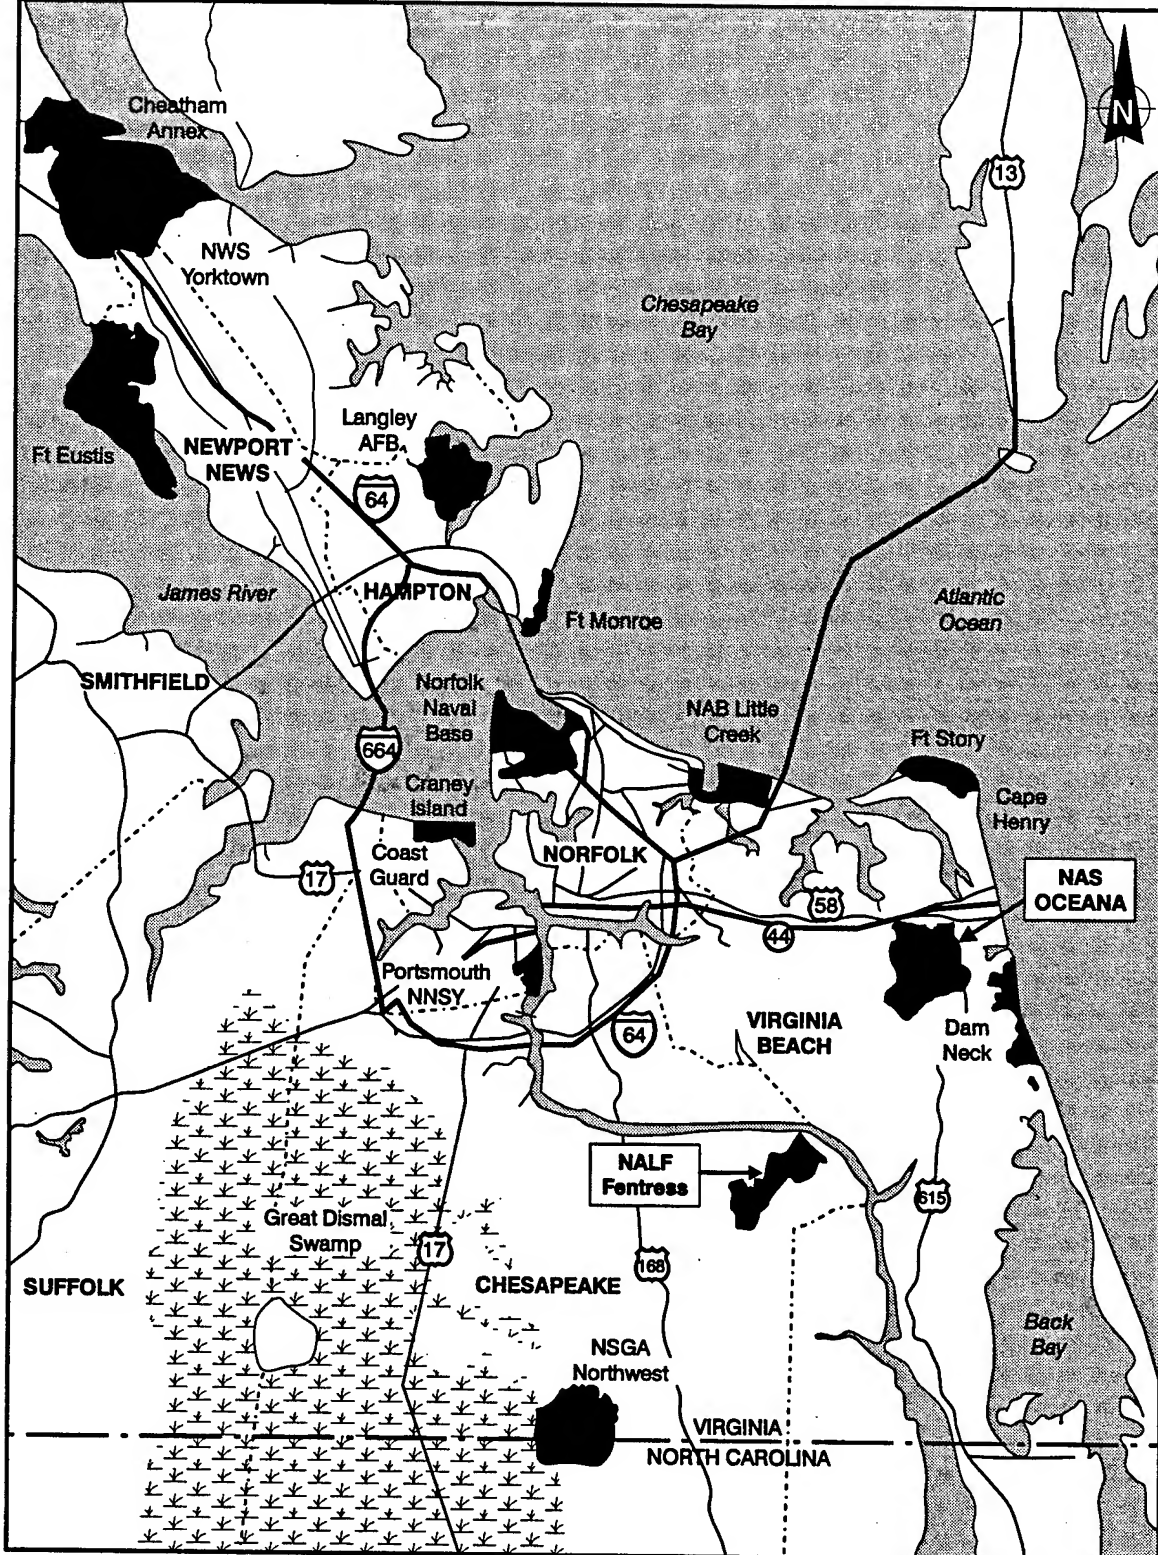 Cheatham
Annex
N
13
NWS
Yorktown
Chesapeake
Bay
Langley
AFB
Ft Eustis
NEWPORT
NEWS
64
James River
HAMPTON
Ft Monroe
Atlantic
Ocean
SMITHFIELD
Norfolk
Naval
Base
NAB Little
Creek
Ft Story
664
Craney
Island
Cape
Henry
Coast
Guard
NORFOLK
17
58
NAS
OCEANA
44
Portsmouth
NNSY
64
VIRGINIA
BEACH
Dam
Neck
NALF
Fentress
615
Great Dismal
Swamp
17
168
SUFFOLK
CHESAPEAKE
Back
Bay
NSGA
Northwest
VIRGINIA
NORTH CAROLINA